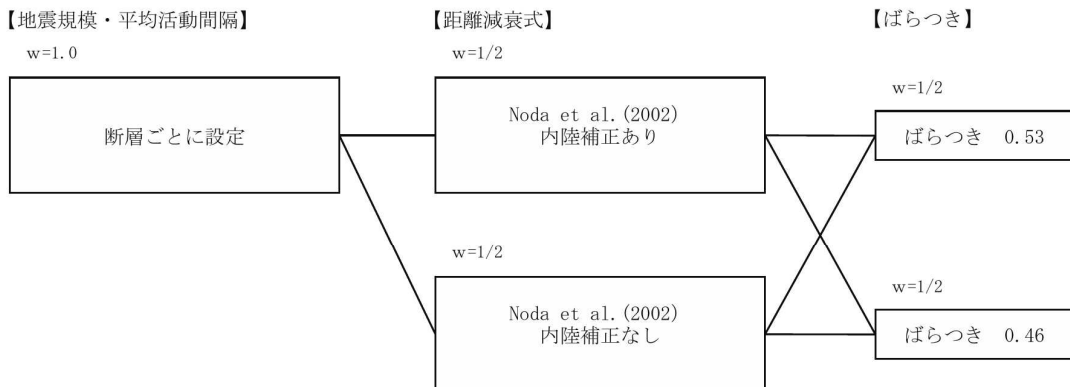 【地震規模・平均活動間隔】
【距離減衰式】
【ばらつき】
w=1.0
w=1/2
w=1/2
断層ごとに設定
Noda et al.(2002)
内陸補正あり
ばらつき　0.53
w=1/2
w=1/2
Noda et al.(2002)
内陸補正なし
ばらつき　0.46